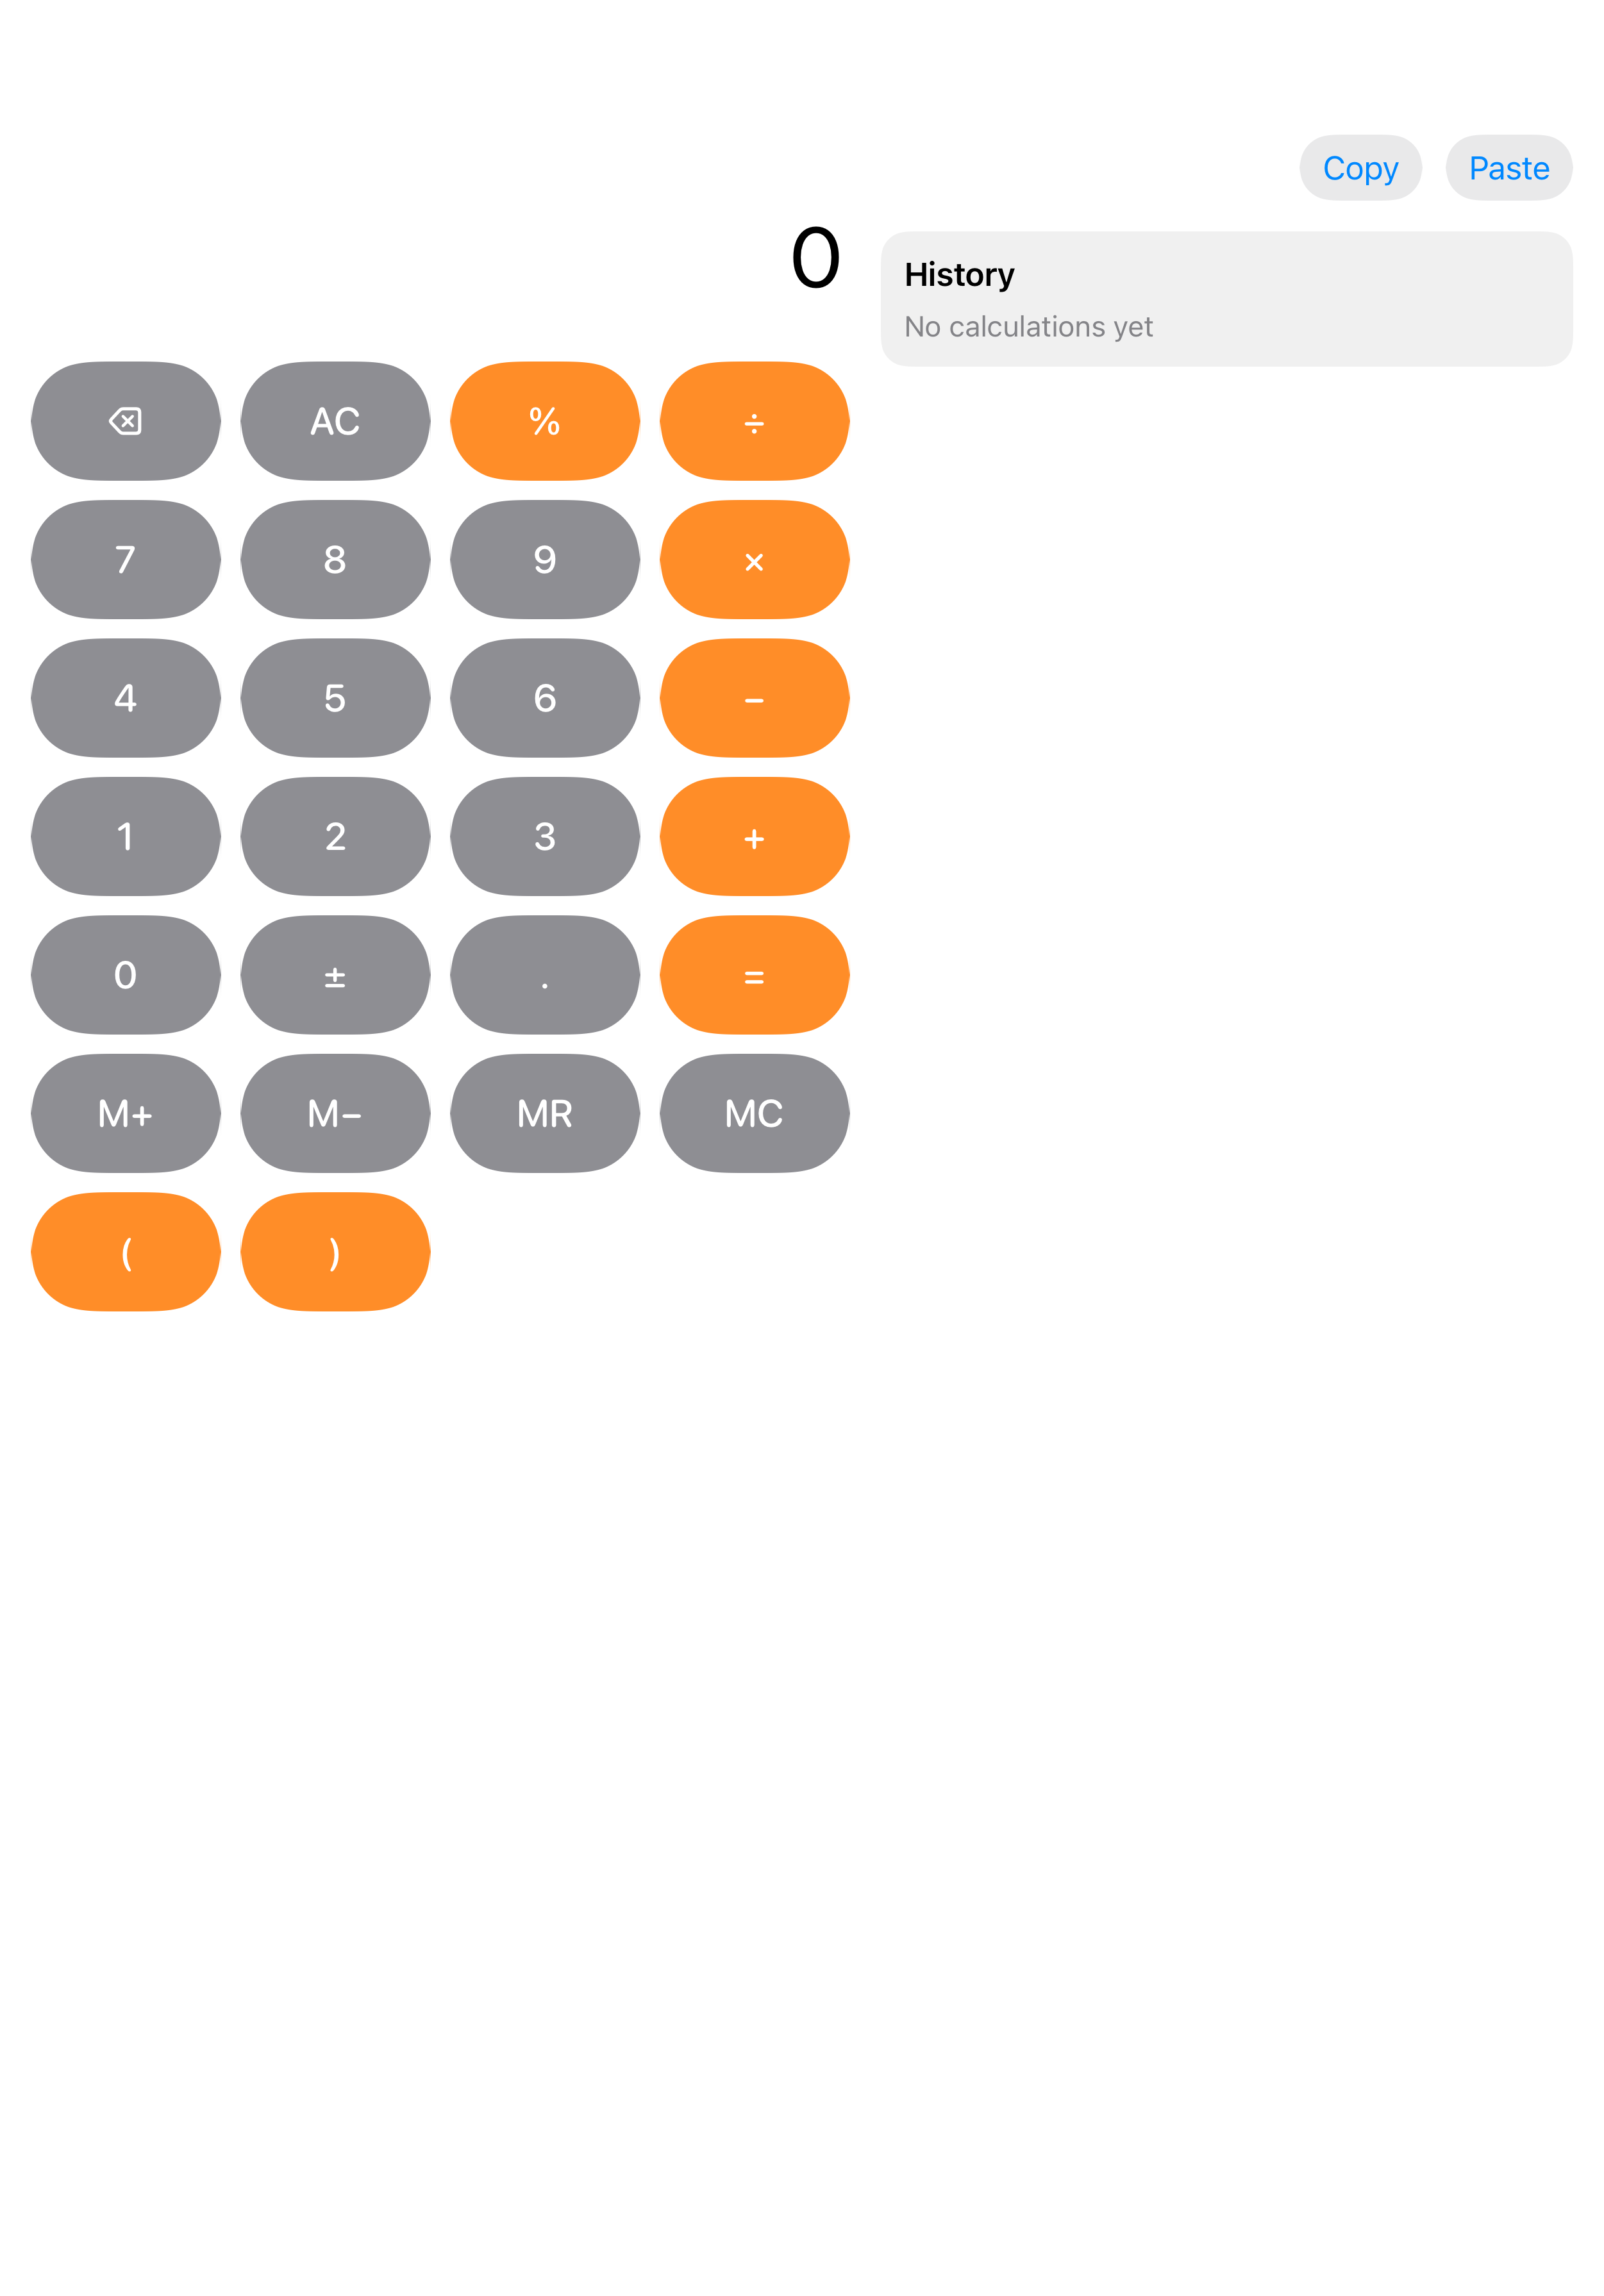 Copy Paste
0
History
No calculations yet
AC % ÷
7 8 9 ×
4 5 6 −
1 2 3 +
0 ± . =
M+ M− MR MC
( )